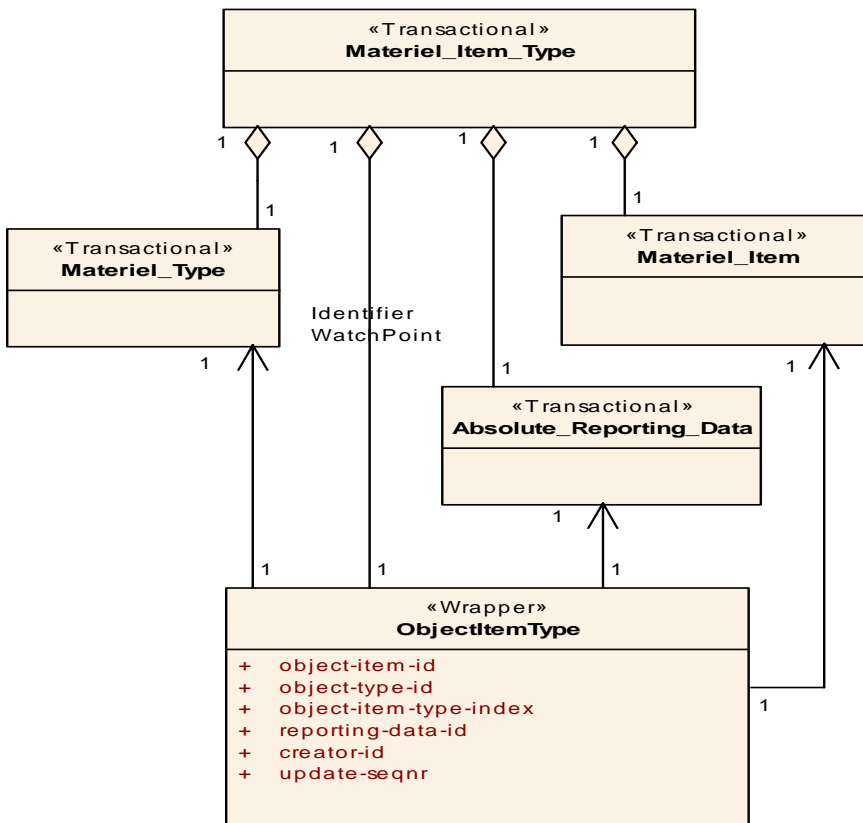 «Transactional»
Materiel_Item_Type
1
1
1
1
1
1
«Transactional»
Materiel_Type
«Transactional»
Materiel_Item
Identifier
WatchPoint
1
1
1
«Transactional»
Absolute_Reporting_Data
1
1
1
1
«Wrapper»
ObjectItemType
+ object-item-id
+ object-type-id
+ object-item-type-index
+ reporting-data-id
+ creator-id
+ update-seqnr
1